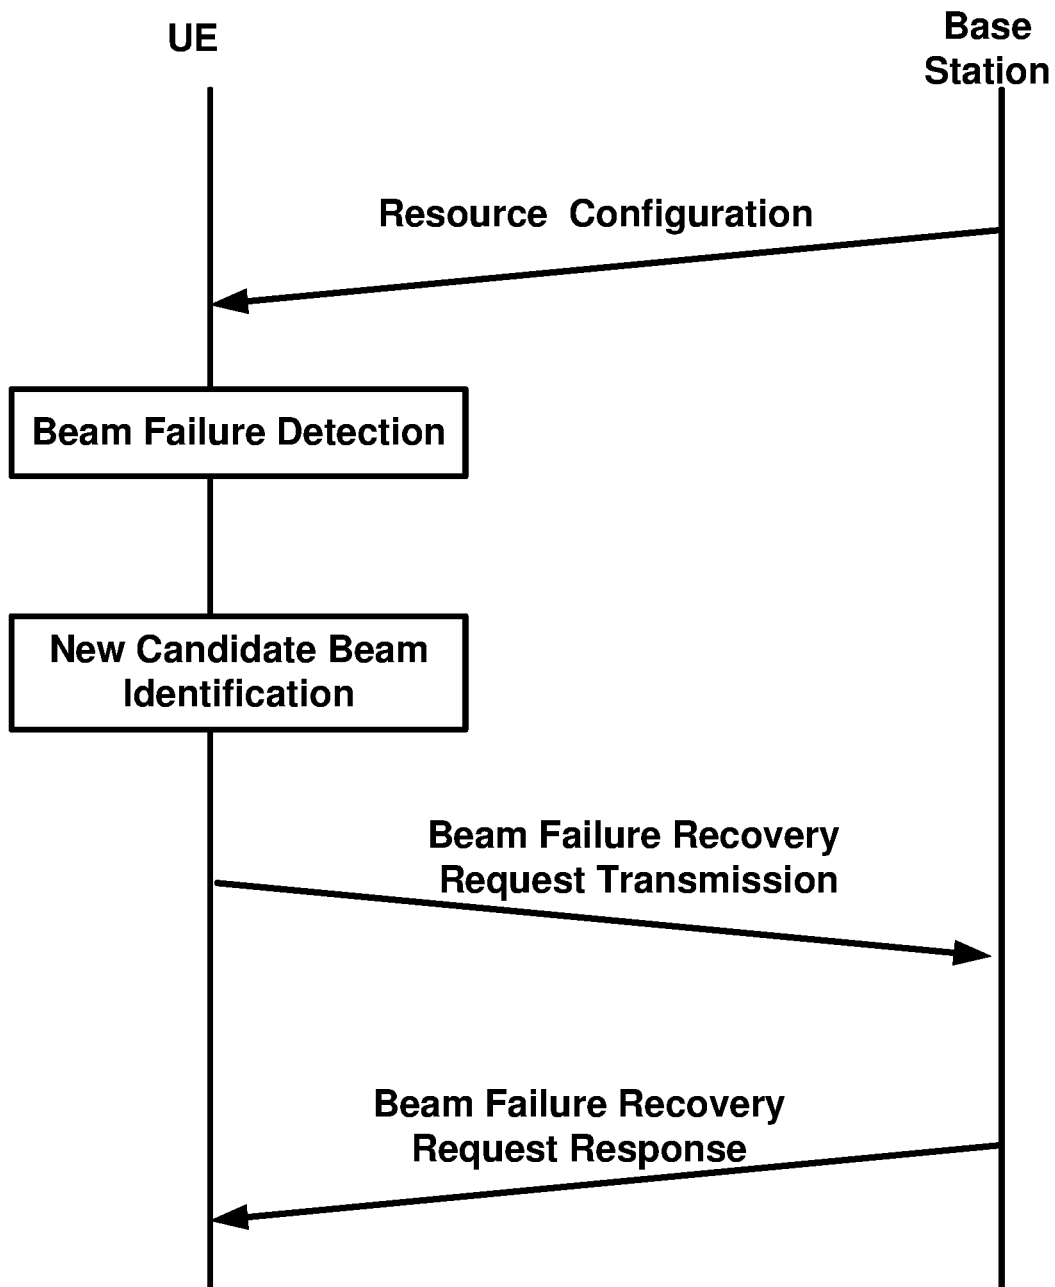 UE
Base
Station
Resource Configuration
Beam Failure Detection
New Candidate Beam
Identification
Beam Failure Recovery
Request Transmission
Beam Failure Recovery
Request Response